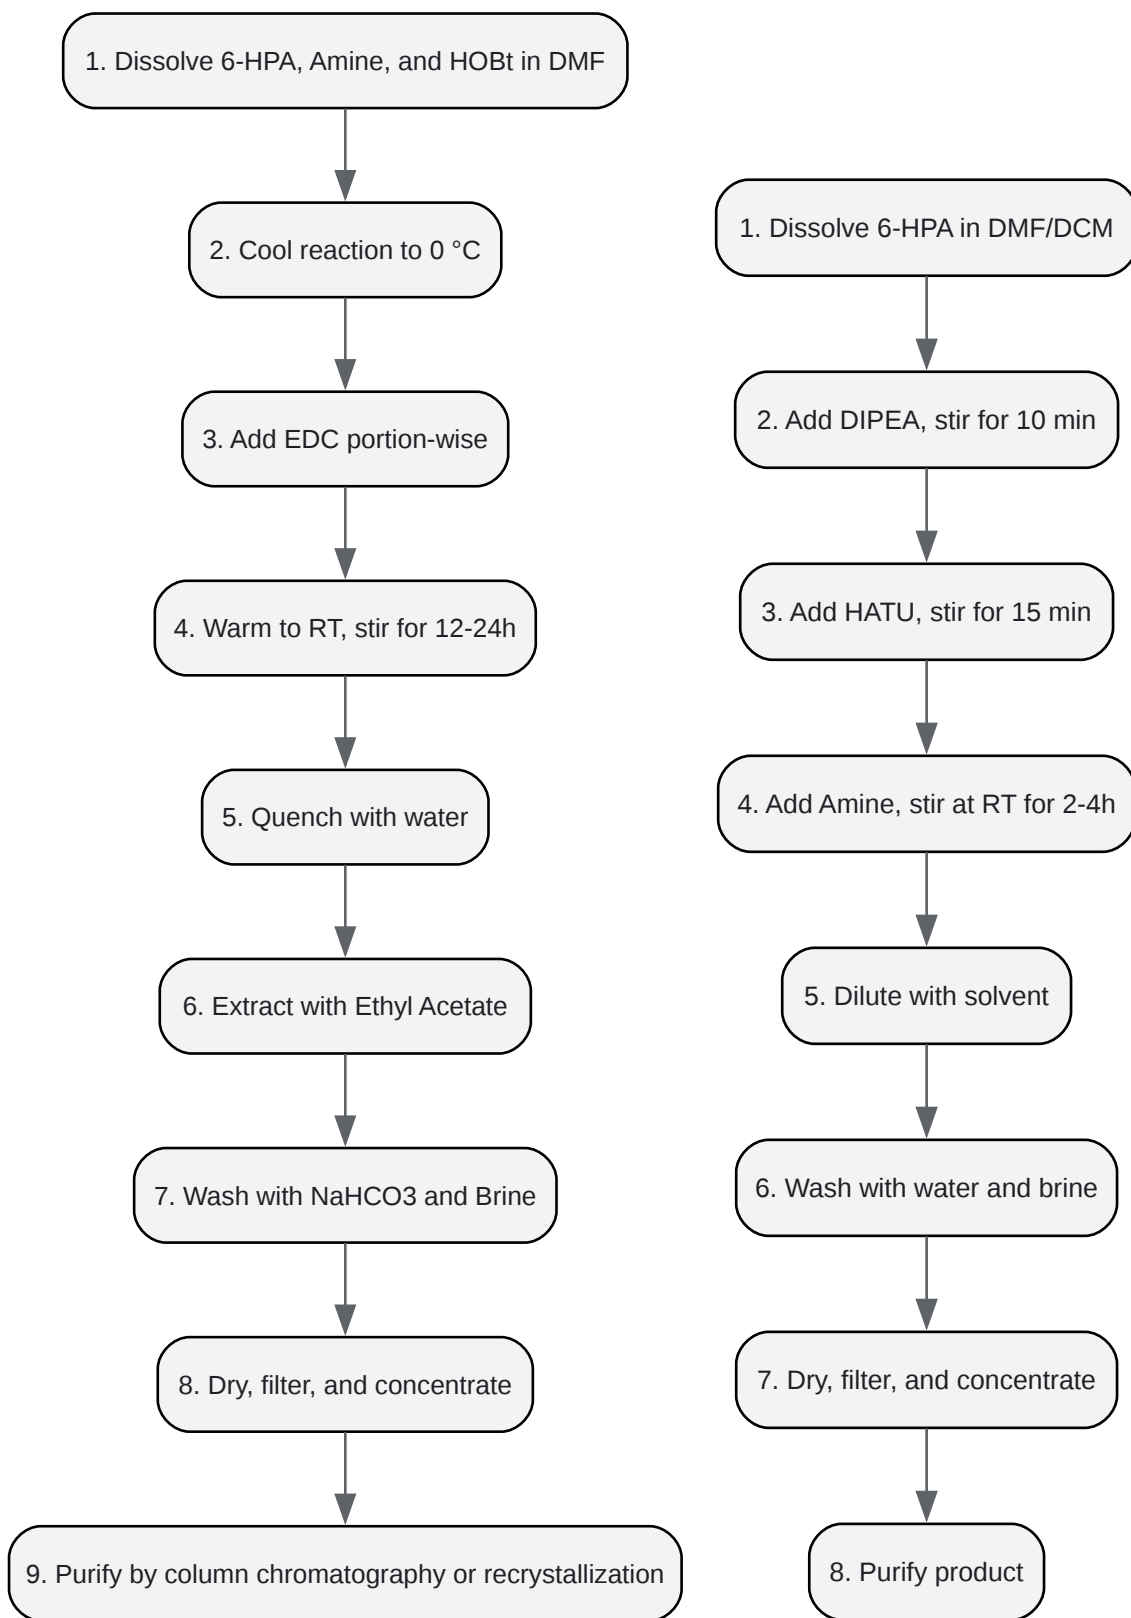 1. Dissolve 6-HPA, Amine, and HOBt in DMF
2. Cool reaction to 0 °C
3. Add EDC portion-wise
4. Warm to RT, stir for 12-24h
5. Quench with water
6. Extract with Ethyl Acetate
7. Wash with NaHCO3 and Brine
8. Dry, filter, and concentrate
9. Purify by column chromatography or recrystallization
1. Dissolve 6-HPA in DMF/DCM
2. Add DIPEA, stir for 10 min
3. Add HATU, stir for 15 min
4. Add Amine, stir at RT for 2-4h
5. Dilute with solvent
6. Wash with water and brine
7. Dry, filter, and concentrate
8. Purify product